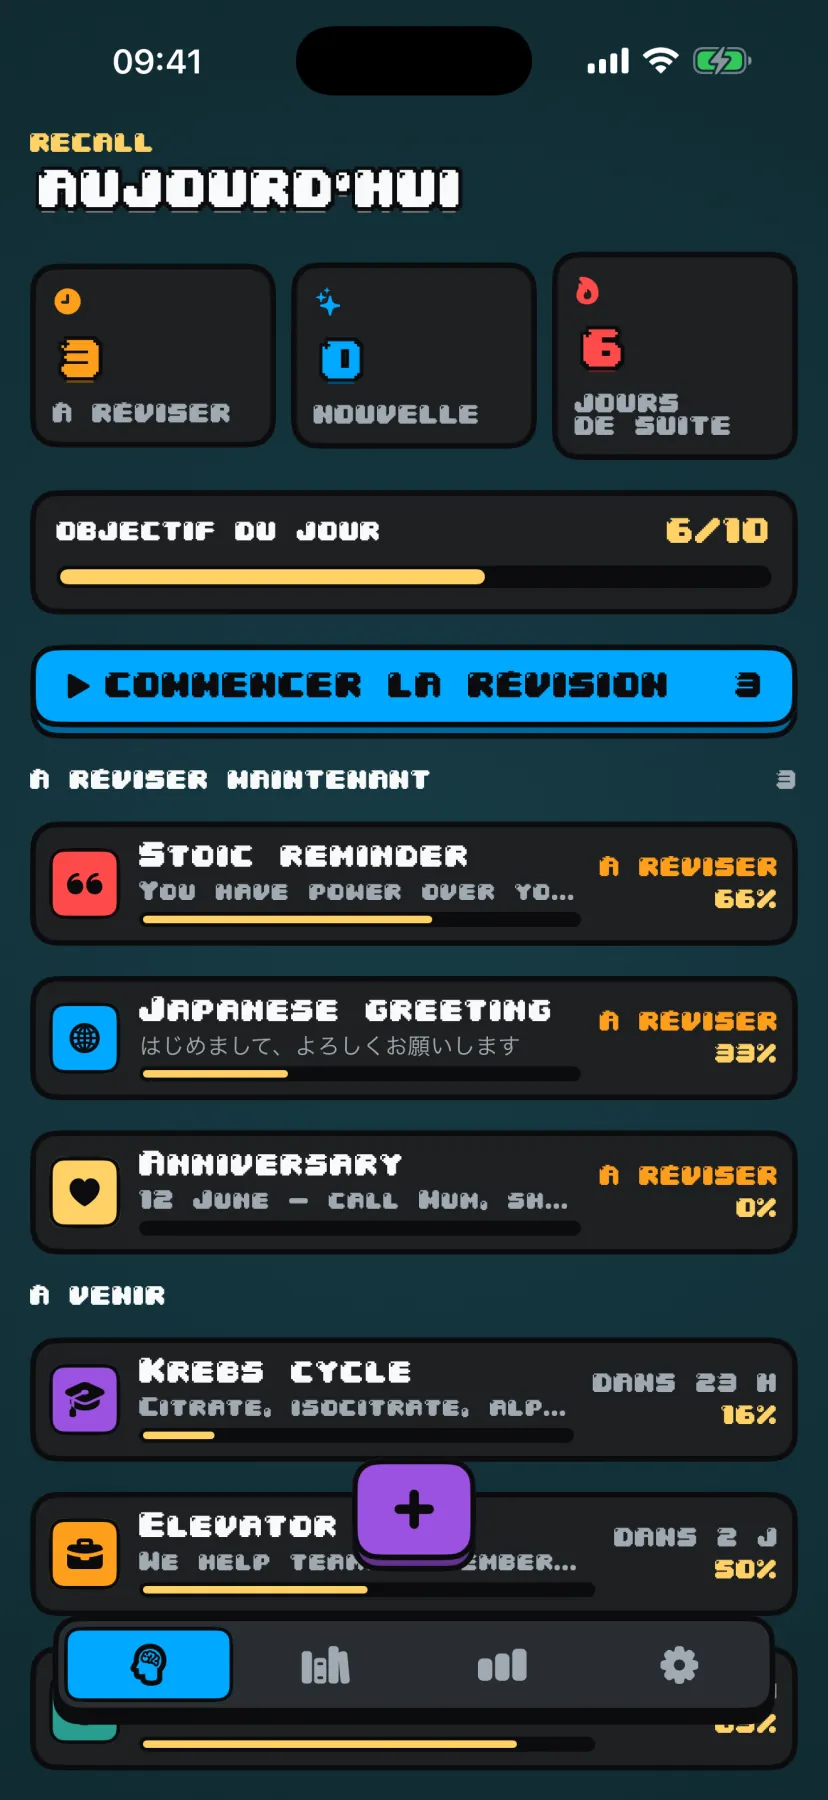 09:41
RECALL
AUJOURD'HUI
3
À RÉVISER
0
NOUVELLE
6
JOURS
DE SUITE
OBJECTIF DU JOUR
6/10
COMMENCER LA RÉVISION 3
À RÉVISER MAINTENANT 3
STOIC REMINDER
YOU HAVE POWER OVER YO...
À RÉVISER
66%
JAPANESE GREETING
はじめまして、よろしくお願いします
À RÉVISER
33%
ANNIVERSARY
12 JUNE — CALL MUM, SH...
À RÉVISER
0%
À VENIR
KREBS CYCLE
CITRATE, ISOCITRATE, ALP...
DANS 23 H
16%
ELEVATOR
WE HELP
DANS 2 J
50%